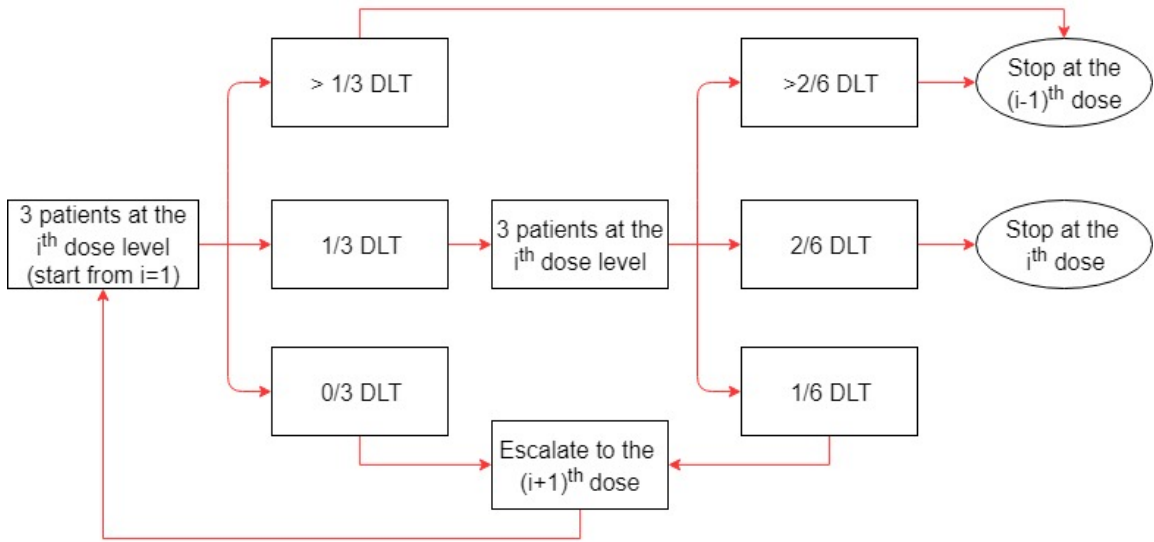 > 1/3 DLT
>2/6 DLT
Stop at the
(i-1)th dose
3 patients at the
ith dose level
(start from i=1)
1/3 DLT
3 patients at the
ith dose level
2/6 DLT
Stop at the
ith dose
0/3 DLT
1/6 DLT
Escalate to the
(i+1)th dose